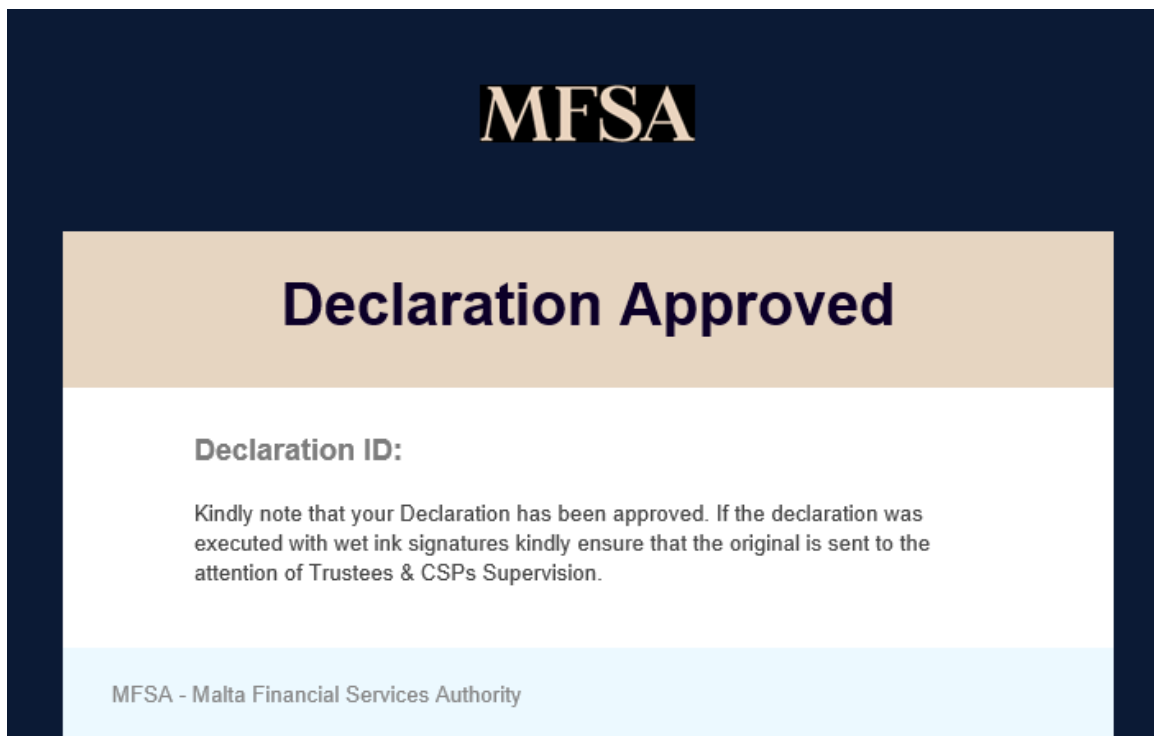 MFSA
Declaration Approved
Declaration ID:
Kindly note that your Declaration has been approved. If the declaration was
executed with wet ink signatures kindly ensure that the original is sent to the
attention of Trustees & CSPs Supervision.
MFSA - Malta Financial Services Authority